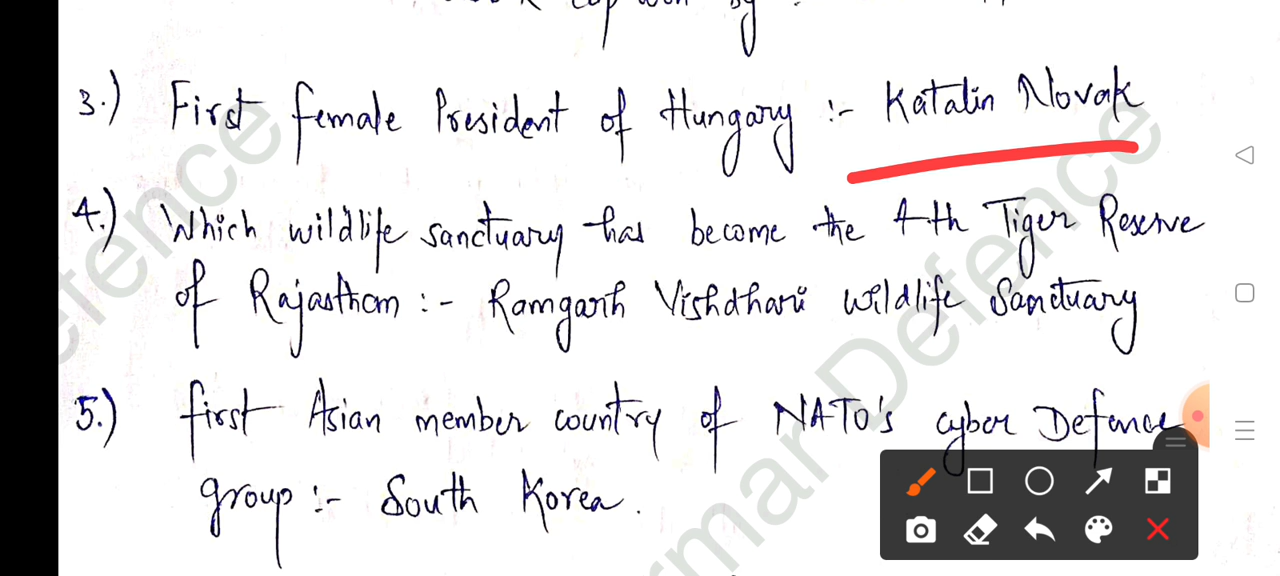 3.) First female President of Hungary :- Katalin Novak
4.) Which wildlife sanctuary has become the 4th Tiger Reserve
of Rajasthan :- Ramgarh Vishdhari wildlife Sanctuary
5.) first Asian member country of NATO's cyber Defence
group :- South Korea.